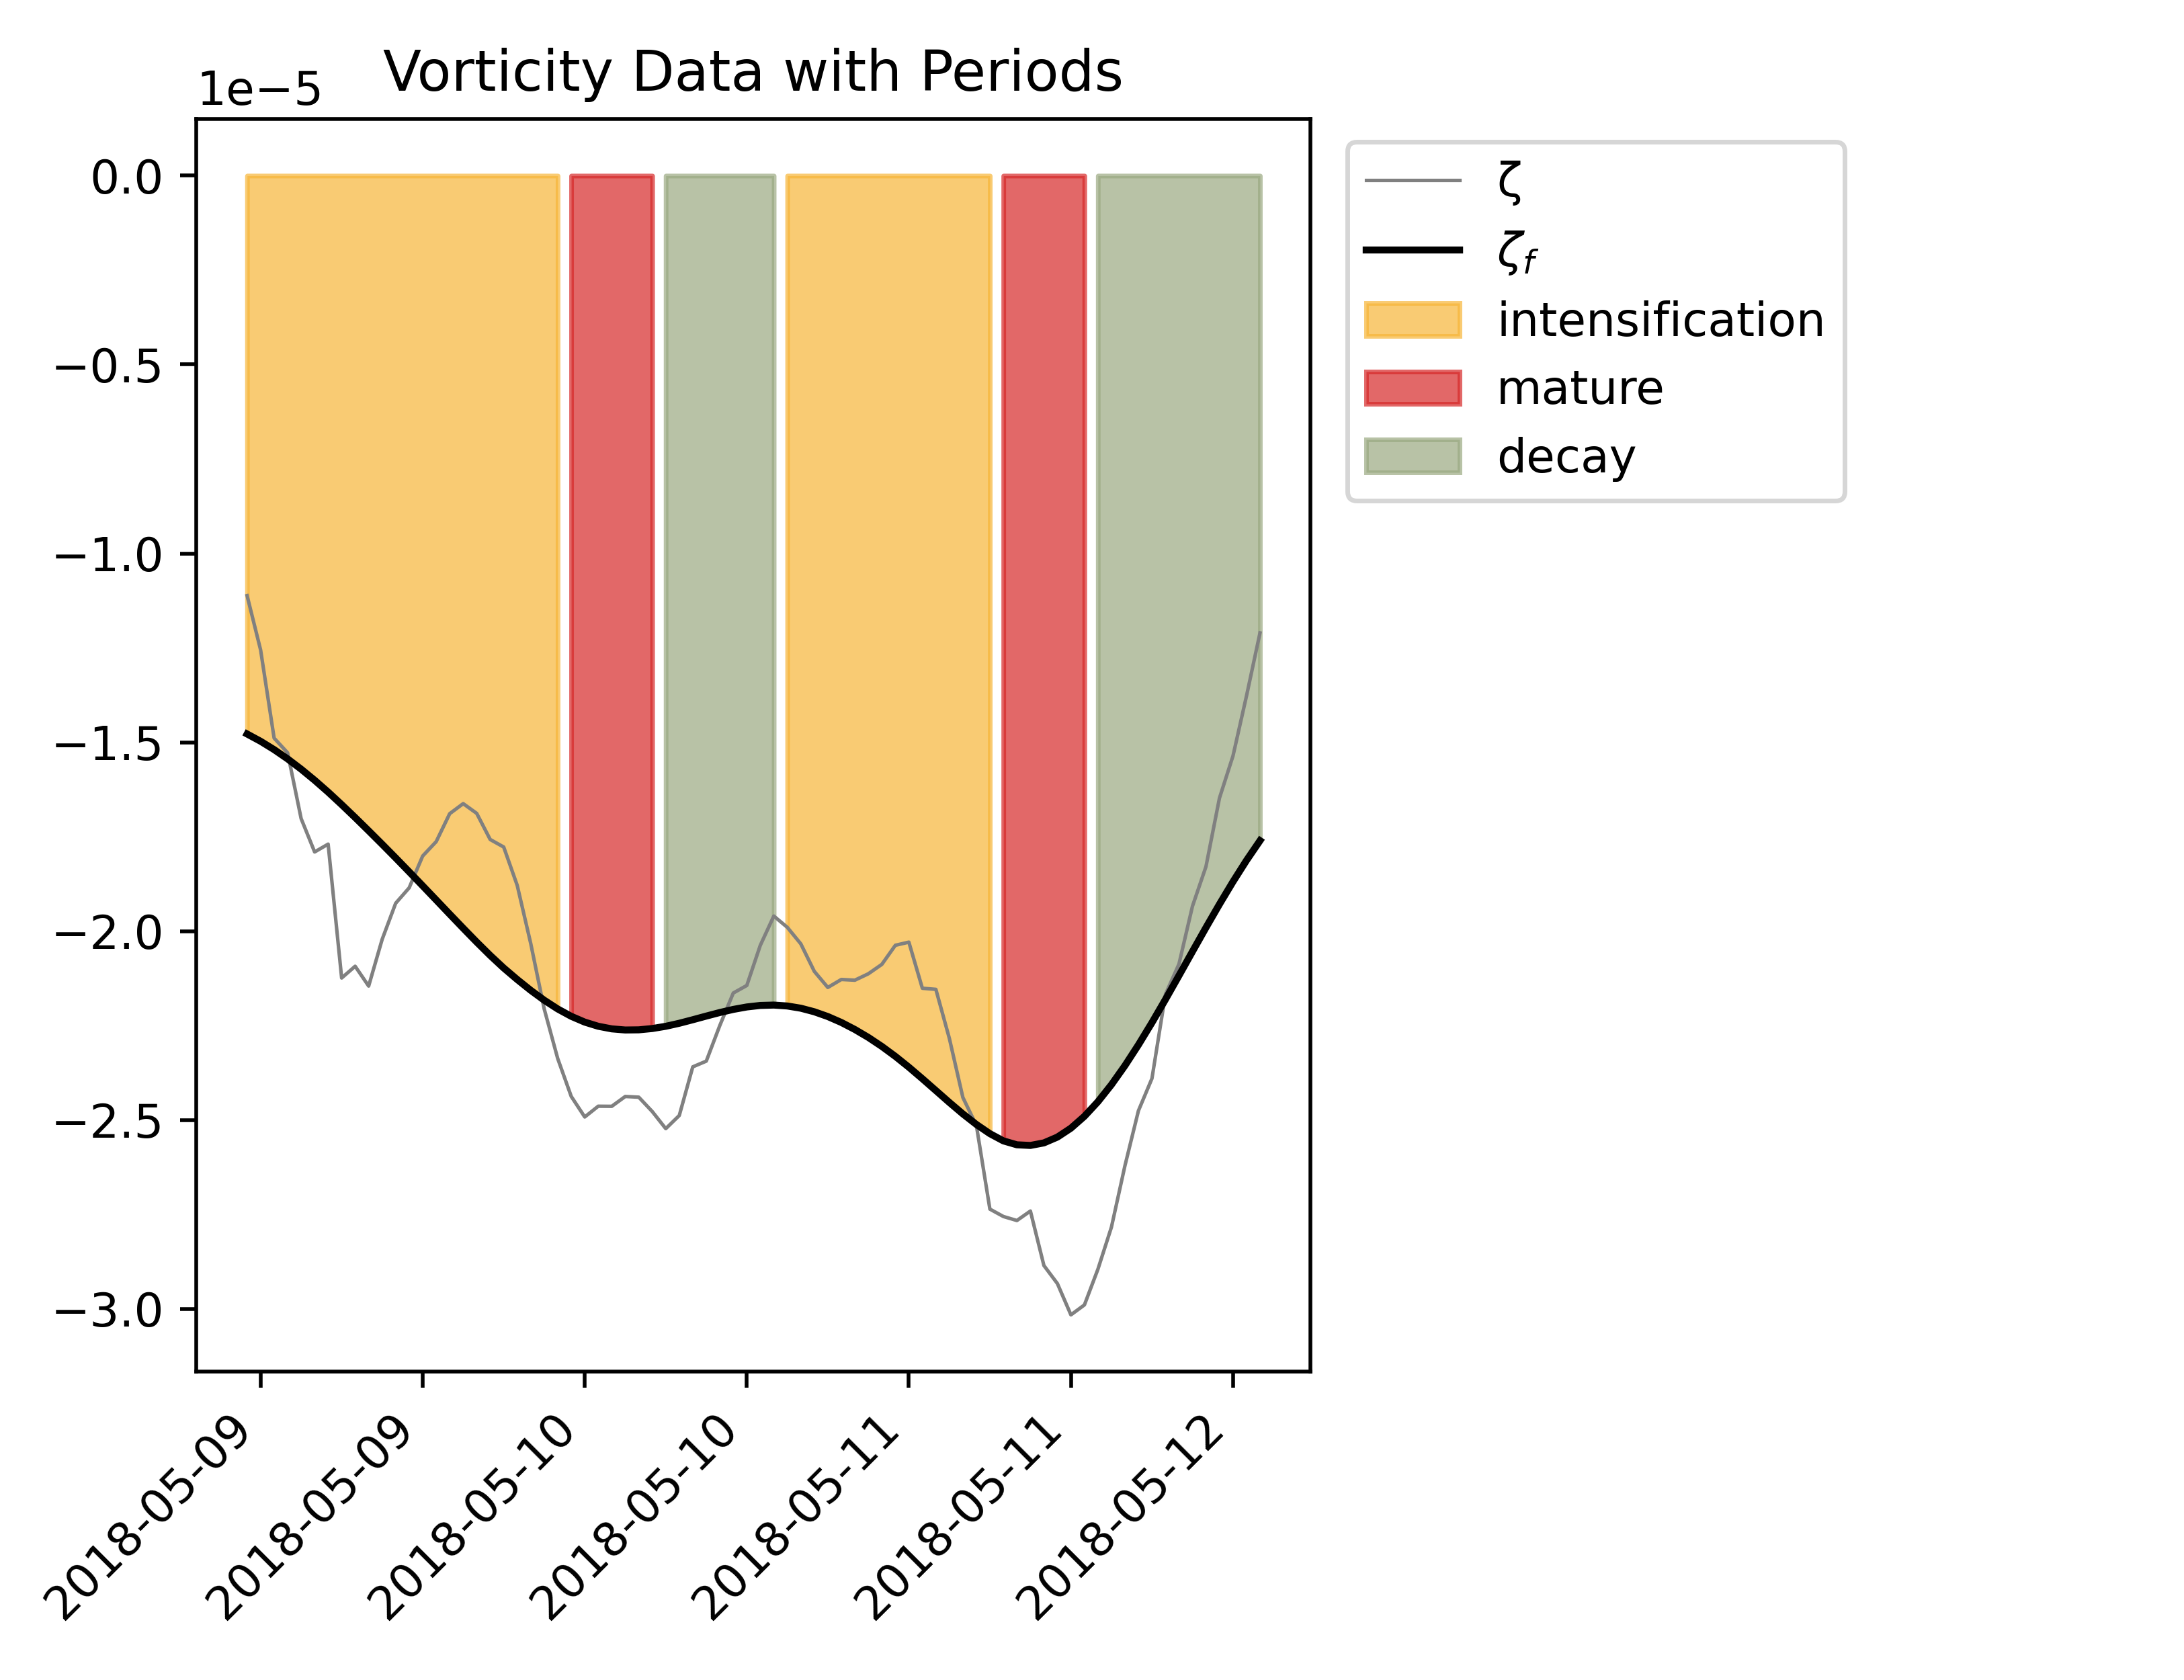 Vorticity Data with Periods
1e−5
0.0
−0.5
−1.0
−1.5
−2.0
−2.5
−3.0
2018-05-09
2018-05-09
2018-05-10
2018-05-10
2018-05-11
2018-05-11
2018-05-12
ζ
ζf
intensification
mature
decay